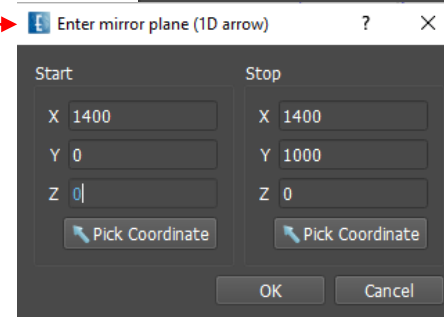 Enter mirror plane (1D arrow) ?
Start Stop
X 1400 X 1400
Y 0 Y 1000
Z 0 Z 0
Pick Coordinate Pick Coordinate
OK Cancel